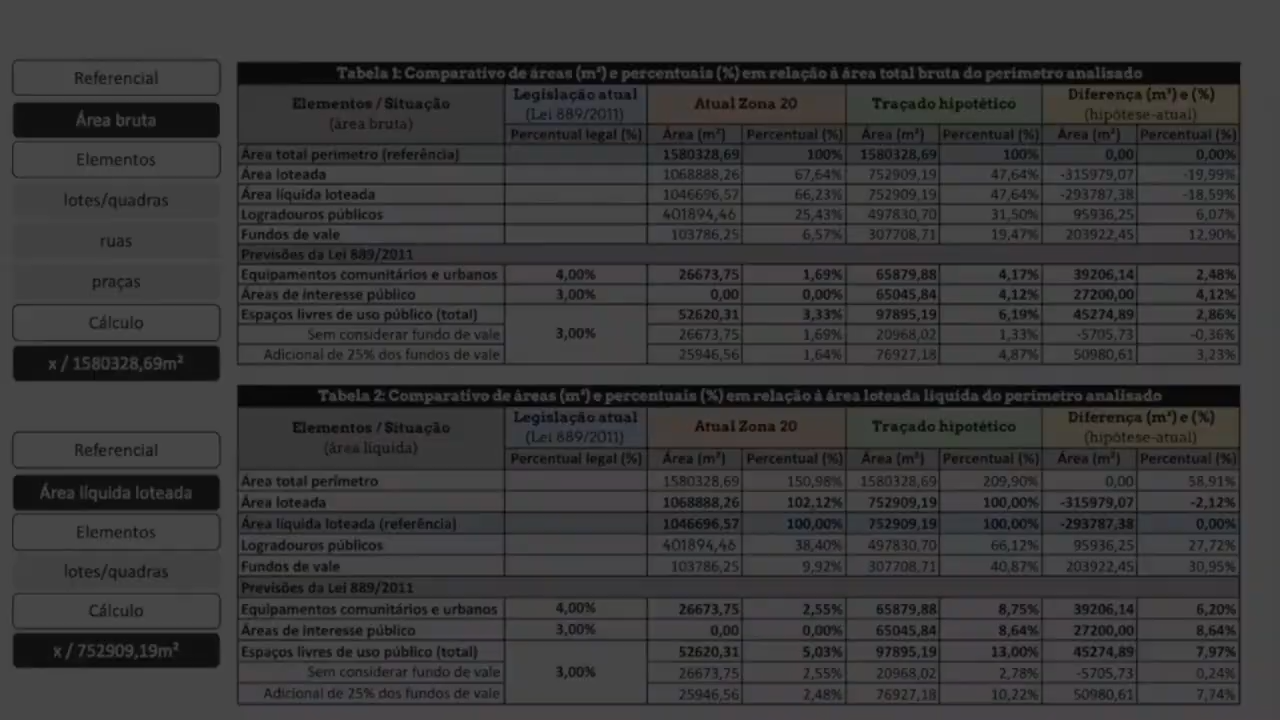 Referencial
Área bruta
Elementos
lotes/quadras
ruas
praças
Cálculo
x / 1580328,69m²
Referencial
Área líquida loteada
Elementos
lotes/quadras
Cálculo
x / 752909,19m²
Tabela 1: Comparativo de áreas (m²) e percentuais (%) em relação à área total bruta do perímetro analisado
Elementos / Situação (área bruta) Legislação atual (Lei 889/2011) Atual Zona 20 Traçado hipotético Diferença (m²) e (%) (hipótese-atual)
Percentual legal (%) Área (m²) Percentual (%) Área (m²) Percentual (%) Área (m²) Percentual (%)
Área total perímetro (referência) 1580328,69 100% 1580328,69 100% 0,00 0,00%
Área loteada 1068888,26 67,64% 752909,19 47,64% -315979,07 -19,99%
Área líquida loteada 1046696,57 66,23% 752909,19 47,64% -293787,38 -18,59%
Logradouros públicos 401894,46 25,43% 497830,70 31,50% 95936,25 6,07%
Fundos de vale 103786,25 6,57% 307708,71 19,47% 203922,45 12,90%
Previsões da Lei 889/2011
Equipamentos comunitários e urbanos 4,00% 26673,75 1,69% 65879,88 4,17% 39206,14 2,48%
Áreas de interesse público 3,00% 0,00 0,00% 65045,84 4,12% 27200,00 4,12%
Espaços livres de uso público (total) 52620,31 3,33% 97895,19 6,19% 45274,89 2,86%
Sem considerar fundo de vale 3,00% 26673,75 1,69% 20968,02 1,33% -5705,73 -0,36%
Adicional de 25% dos fundos de vale 25946,56 1,64% 76927,18 4,87% 50980,61 3,23%
Tabela 2: Comparativo de áreas (m²) e percentuais (%) em relação à área loteada líquida do perímetro analisado
Elementos / Situação (área líquida) Legislação atual (Lei 889/2011) Atual Zona 20 Traçado hipotético Diferença (m²) e (%) (hipótese-atual)
Percentual legal (%) Área (m²) Percentual (%) Área (m²) Percentual (%) Área (m²) Percentual (%)
Área total perímetro 1580328,69 150,98% 1580328,69 209,90% 0,00 58,91%
Área loteada 1068888,26 102,12% 752909,19 100,00% -315979,07 -2,12%
Área líquida loteada (referência) 1046696,57 100,00% 752909,19 100,00% -293787,38 0,00%
Logradouros públicos 401894,46 38,40% 497830,70 66,12% 95936,25 27,72%
Fundos de vale 103786,25 9,92% 307708,71 40,87% 203922,45 30,95%
Previsões da Lei 889/2011
Equipamentos comunitários e urbanos 4,00% 26673,75 2,55% 65879,88 8,75% 39206,14 6,20%
Áreas de interesse público 3,00% 0,00 0,00% 65045,84 8,64% 27200,00 8,64%
Espaços livres de uso público (total) 52620,31 5,03% 97895,19 13,00% 45274,89 7,97%
Sem considerar fundo de vale 3,00% 26673,75 2,55% 20968,02 2,78% -5705,73 0,24%
Adicional de 25% dos fundos de vale 25946,56 2,48% 76927,18 10,22% 50980,61 7,74%